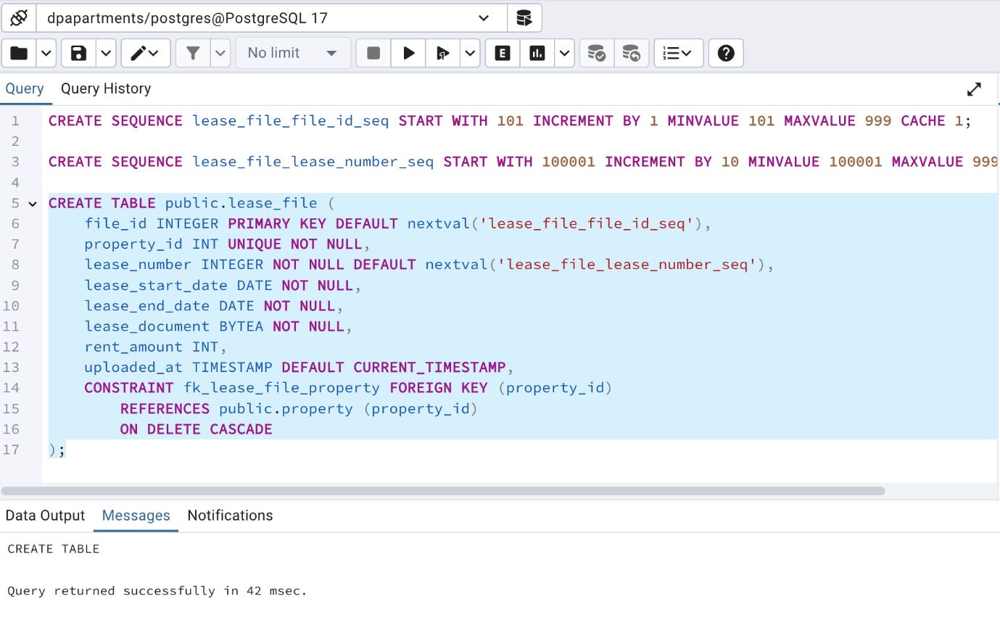 dpapartments/postgres@PostgreSQL 17
No limit
E
Query Query History
1 CREATE SEQUENCE lease_file_file_id_seq START WITH 101 INCREMENT BY 1 MINVALUE 101 MAXVALUE 999 CACHE 1;
2
3 CREATE SEQUENCE lease_file_lease_number_seq START WITH 100001 INCREMENT BY 10 MINVALUE 100001 MAXVALUE 999
4
5 CREATE TABLE public.lease_file (
6     file_id INTEGER PRIMARY KEY DEFAULT nextval('lease_file_file_id_seq'),
7     property_id INT UNIQUE NOT NULL,
8     lease_number INTEGER NOT NULL DEFAULT nextval('lease_file_lease_number_seq'),
9     lease_start_date DATE NOT NULL,
10     lease_end_date DATE NOT NULL,
11     lease_document BYTEA NOT NULL,
12     rent_amount INT,
13     uploaded_at TIMESTAMP DEFAULT CURRENT_TIMESTAMP,
14     CONSTRAINT fk_lease_file_property FOREIGN KEY (property_id)
15         REFERENCES public.property (property_id)
16         ON DELETE CASCADE
17 );
Data Output Messages Notifications
CREATE TABLE
Query returned successfully in 42 msec.